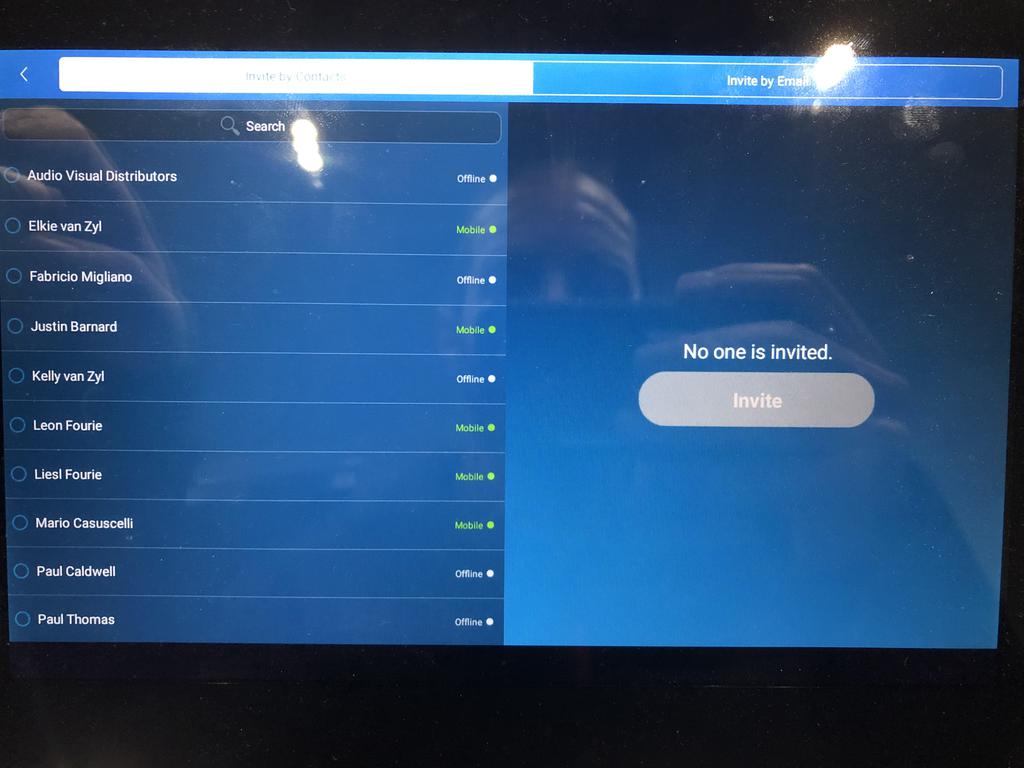 Invite by Contacts
Invite by Email
Search
Audio Visual Distributors
Offline
Elkie van Zyl
Mobile
Fabricio Migliano
Offline
Justin Barnard
Mobile
Kelly van Zyl
Offline
Leon Fourie
Mobile
Liesl Fourie
Mobile
Mario Casuscelli
Mobile
Paul Caldwell
Offline
Paul Thomas
Offline
No one is invited.
Invite